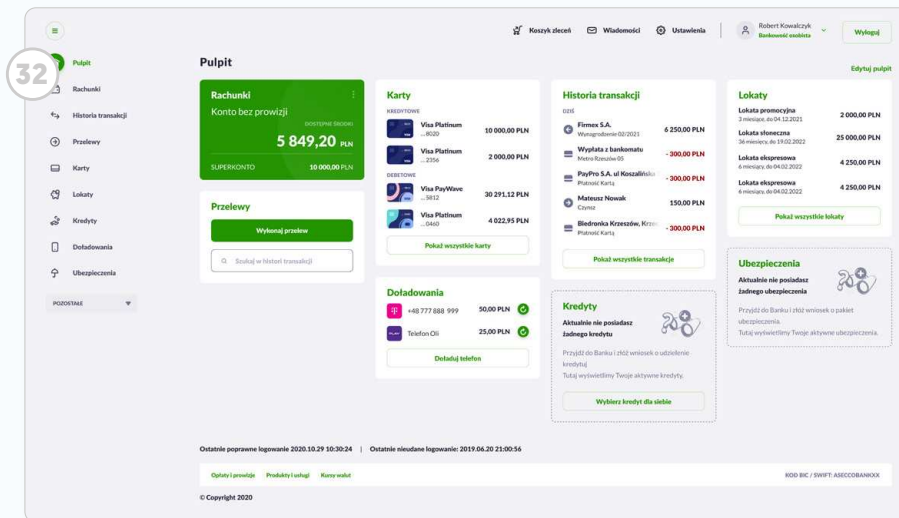 Koszyk zleceń
Wiadomości
Ustawienia
Robert Kowalczyk
Bankowość osobista
Wyloguj
32
Pulpit
Rachunki
Historia transakcji
Przelewy
Karty
Lokaty
Kredyty
Doładowania
Ubezpieczenia
POZOSTAŁE
Pulpit
Edytuj pulpit
Rachunki
Konto bez prowizji
DOSTĘPNE ŚRODKI
5 849,20 PLN
SUPERKONTO 10 000,00 PLN
Przelewy
Wykonaj przelew
Szukaj w histori transakcji
Karty
KREDYTOWE
Visa Platinum
...8020
10 000,00 PLN
Visa Platinum
...2356
2 000,00 PLN
DEBETOWE
Visa PayWave
...5812
30 291,12 PLN
Visa Platinum
...0460
4 022,95 PLN
Pokaż wszystkie karty
Doładowania
+48 777 888 999 50,00 PLN
Telefon Oli 25,00 PLN
Doładuj telefon
Historia transakcji
DZIŚ
Firmex S.A.
Wynagrodzenie 02/2021
6 250,00 PLN
Wypłata z bankomatu
Metro Rzeszów 05
- 300,00 PLN
PayPro S.A. ul Koszalińska
Płatność Kartą
- 300,00 PLN
Mateusz Nowak
Czynsz
150,00 PLN
Biedronka Krzeszów, Krze
Płatność Kartą
- 300,00 PLN
Pokaż wszystkie transakcje
Kredyty
Aktualnie nie posiadasz
żadnego kredytu
Przyjdź do Banku i złóż wniosek o udzielenie
kredytuj
Tutaj wyświetlimy Twoje aktywne kredyty.
Wybierz kredyt dla siebie
Lokaty
Lokata promocyjna
3 miesiące, do 04.12.2021
2 000,00 PLN
Lokata słoneczna
36 miesięcy, do 19.02.2022
25 000,00 PLN
Lokata ekspresowa
6 miesięcy, do 04.02.2022
4 250,00 PLN
Lokata ekspresowa
6 miesięcy, do 04.02.2022
4 250,00 PLN
Pokaż wszystkie lokaty
Ubezpieczenia
Aktualnie nie posiadasz
żadnego ubezpieczenia
Przyjdź do Banku i złóż wniosek o pakiet
ubezpieczenia.
Tutaj wyświetlimy Twoje aktywne ubezpieczenia.
Ostatnie poprawne logowanie 2020.10.29 10:30:24 | Ostatnie nieudane logowanie: 2019.06.20 21:00:56
Opłaty i prowizje Produkty i usługi Kursy walut
KOD BIC / SWIFT: ASECCOBANKXX
© Copyright 2020